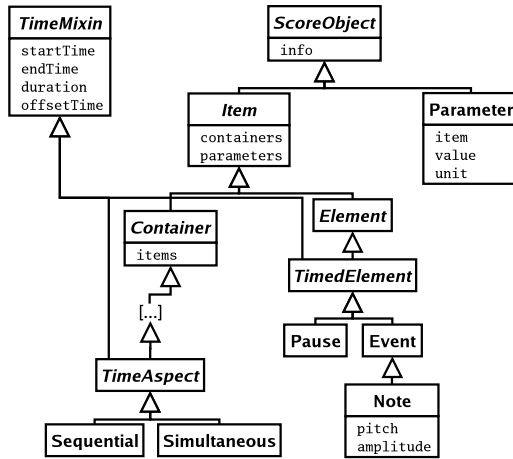 TimeMixin
startTime
endTime
duration
offsetTime
ScoreObject
info
Item
containers
parameters
Parameter
item
value
unit
Container
items
Element
TimedElement
[...]
Pause
Event
TimeAspect
Note
pitch
amplitude
Sequential
Simultaneous